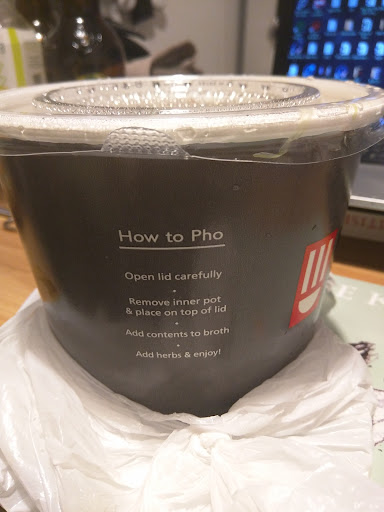 How to Pho
Open lid carefully
•
Remove inner pot
& place on top of lid
•
Add contents to broth
•
Add herbs & enjoy!